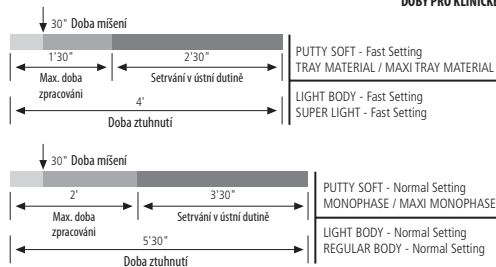 DOBY PRO KLINICKÉ
30" Doba míšení
1'30" 2'30"
Max. doba zpracování
Setrvání v ústní dutině
4'
Doba ztuhnutí
PUTTY SOFT - Fast Setting
TRAY MATERIAL / MAXI TRAY MATERIAL
LIGHT BODY - Fast Setting
SUPER LIGHT - Fast Setting
30" Doba míšení
2' 3'30"
Max. doba
zpracování
Setrvání v ústní dutině
5'30"
Doba ztuhnutí
PUTTY SOFT - Normal Setting
MONOPHASE / MAXI MONOPHASE
LIGHT BODY - Normal Setting
REGULAR BODY - Normal Setting